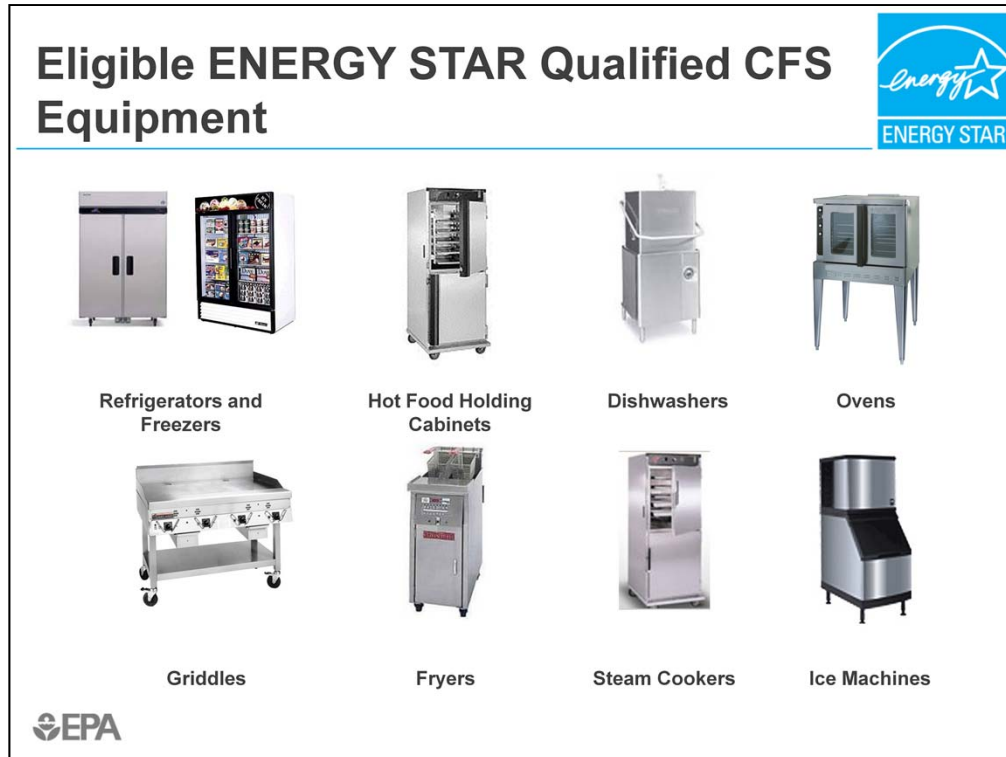 Eligible ENERGY STAR Qualified CFS
Equipment
energy
ENERGY STAR
Refrigerators and
Freezers
Hot Food Holding
Cabinets
Dishwashers
Ovens
Griddles
Fryers
Steam Cookers
Ice Machines
EPA